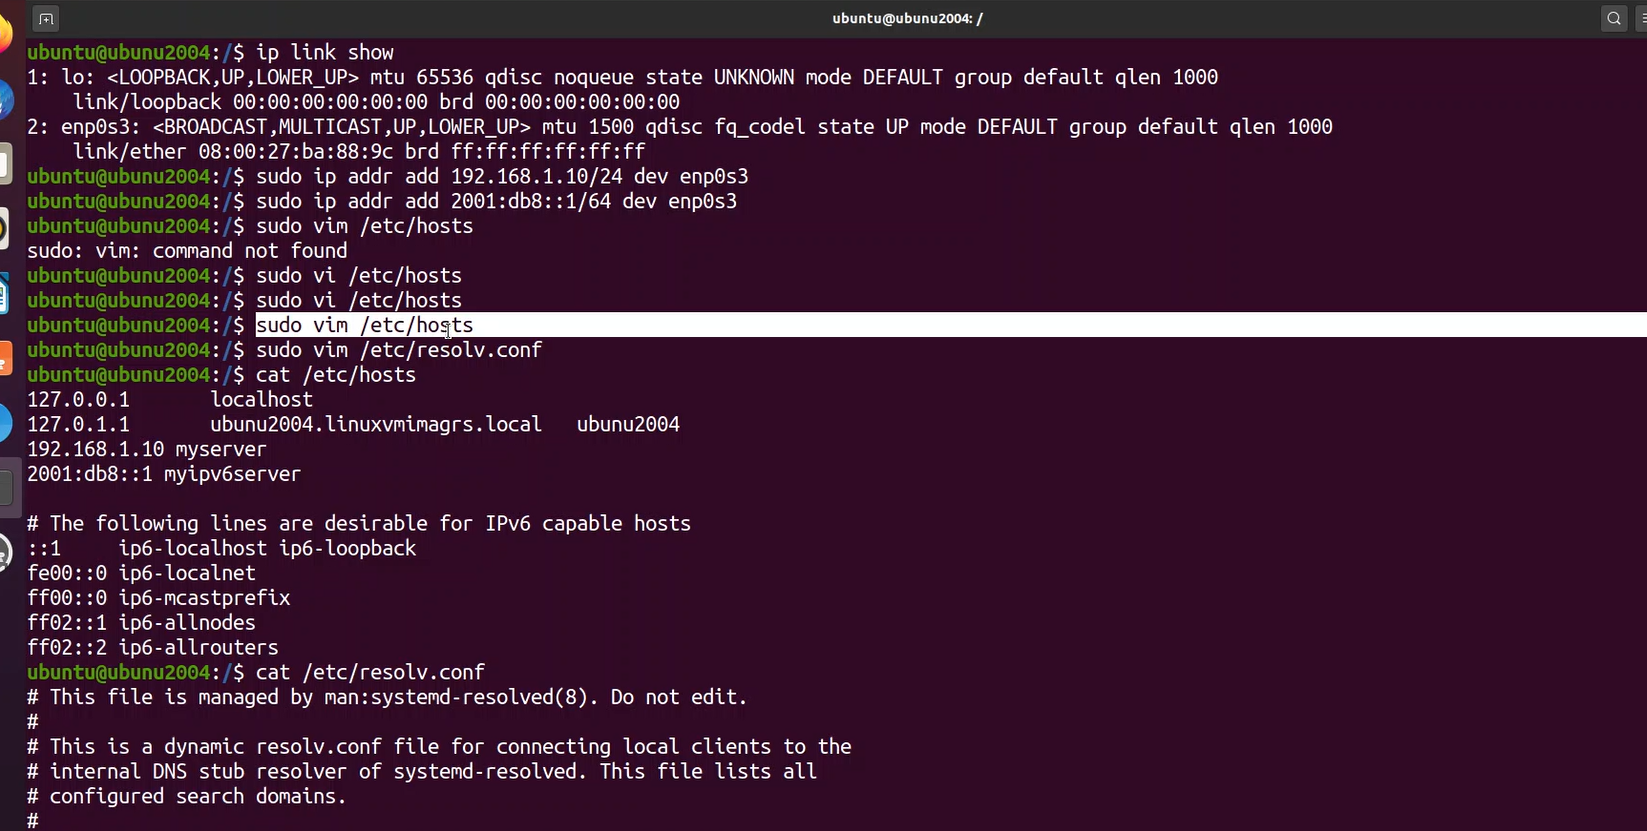 ubuntu@ubunu2004: /
ubuntu@ubunu2004:/$ ip link show
1: lo: <LOOPBACK,UP,LOWER_UP> mtu 65536 qdisc noqueue state UNKNOWN mode DEFAULT group default qlen 1000
    link/loopback 00:00:00:00:00:00 brd 00:00:00:00:00:00
2: enp0s3: <BROADCAST,MULTICAST,UP,LOWER_UP> mtu 1500 qdisc fq_codel state UP mode DEFAULT group default qlen 1000
    link/ether 08:00:27:ba:88:9c brd ff:ff:ff:ff:ff:ff
ubuntu@ubunu2004:/$ sudo ip addr add 192.168.1.10/24 dev enp0s3
ubuntu@ubunu2004:/$ sudo ip addr add 2001:db8::1/64 dev enp0s3
ubuntu@ubunu2004:/$ sudo vim /etc/hosts
sudo: vim: command not found
ubuntu@ubunu2004:/$ sudo vi /etc/hosts
ubuntu@ubunu2004:/$ sudo vi /etc/hosts
ubuntu@ubunu2004:/$ sudo vim /etc/hosts
ubuntu@ubunu2004:/$ sudo vim /etc/resolv.conf
ubuntu@ubunu2004:/$ cat /etc/hosts
127.0.0.1       localhost
127.0.1.1       ubunu2004.linuxvmimagrs.local   ubunu2004
192.168.1.10 myserver
2001:db8::1 myipv6server

# The following lines are desirable for IPv6 capable hosts
::1     ip6-localhost ip6-loopback
fe00::0 ip6-localnet
ff00::0 ip6-mcastprefix
ff02::1 ip6-allnodes
ff02::2 ip6-allrouters
ubuntu@ubunu2004:/$ cat /etc/resolv.conf
# This file is managed by man:systemd-resolved(8). Do not edit.
#
# This is a dynamic resolv.conf file for connecting local clients to the
# internal DNS stub resolver of systemd-resolved. This file lists all
# configured search domains.
#